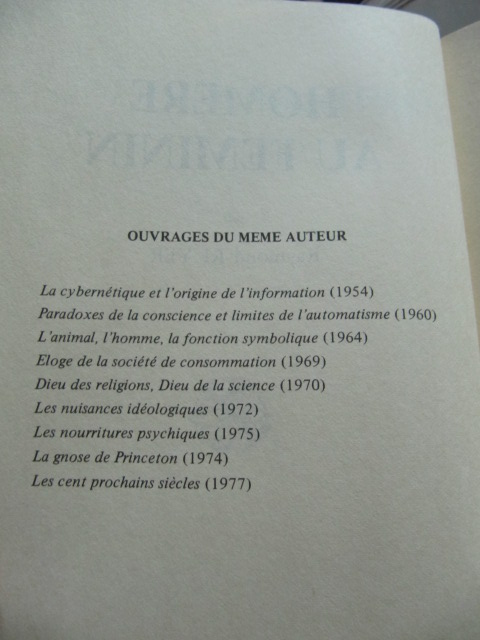 OUVRAGES DU MEME AUTEUR
La cybernétique et l'origine de l'information (1954)
Paradoxes de la conscience et limites de l'automatisme (1960)
L'animal, l'homme, la fonction symbolique (1964)
Eloge de la société de consommation (1969)
Dieu des religions, Dieu de la science (1970)
Les nuisances idéologiques (1972)
Les nourritures psychiques (1975)
La gnose de Princeton (1974)
Les cent prochains siècles (1977)